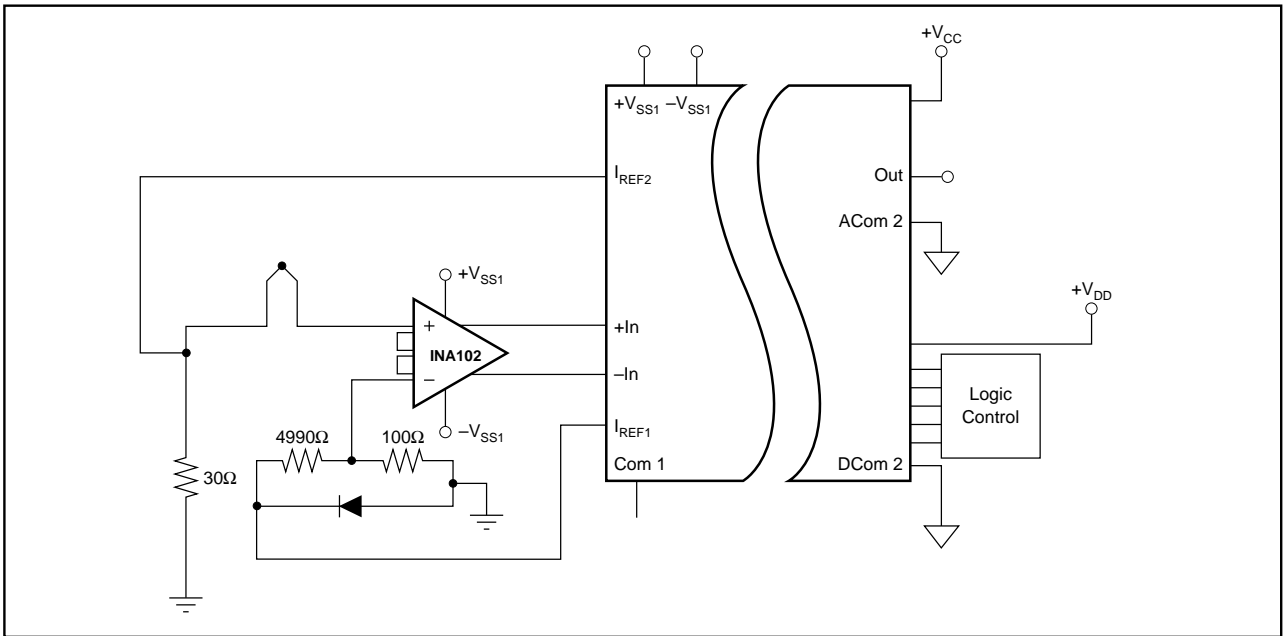 +VCC
+VSS1 –VSS1
IREF2
Out
ACom 2
+VSS1
+VDD
+
INA102
–
+In
–In
Logic
Control
–VSS1
IREF1
4990Ω
100Ω
Com 1
DCom 2
30Ω